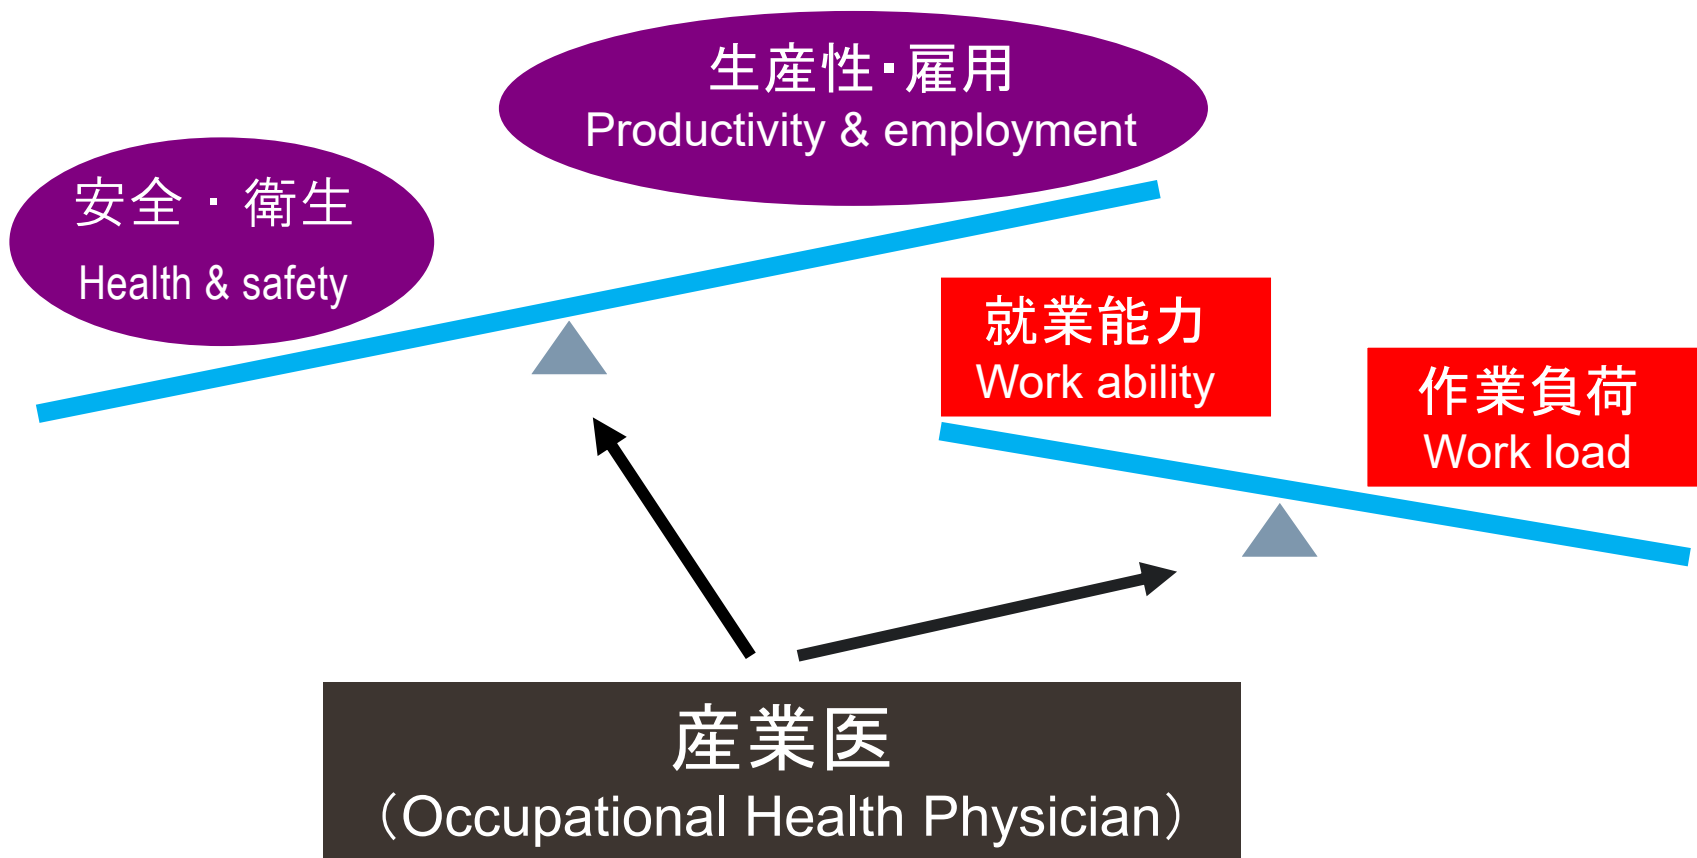 生産性・雇用
Productivity & employment
安全・衛生
Health & safety
就業能力
Work ability
作業負荷
Work load
産業医
（Occupational Health Physician）